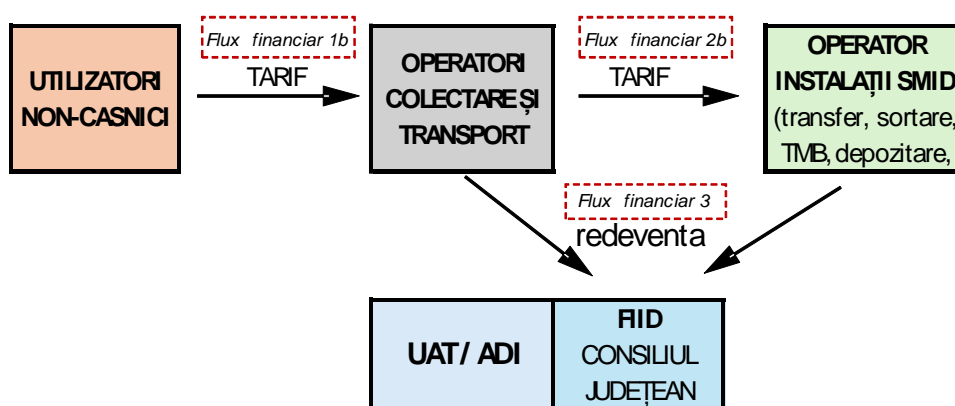 UTILIZATORI
NON-CASNICI
Flux financiar 1b
TARIF
OPERATORI
COLECTARE ȘI
TRANSPORT
Flux financiar 2b
TARIF
OPERATOR
INSTALAȚII SMID
(transfer, sortare,
TMB, depozitare,
Flux financiar 3
redeventa
UAT / ADI
FIID
CONSILIUL
JUDEȚEAN